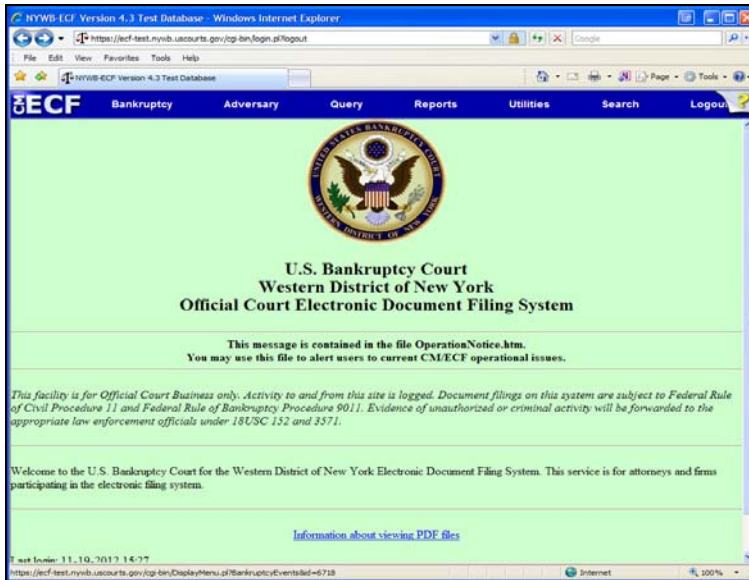 NYWB-ECF Version 4.3 Test Database - Windows Internet Explorer
https://ecf-test.nywb.uscourts.gov/cgi-bin/login.pl?logout
Google
File Edit View Favorites Tools Help
NYWB-ECF Version 4.3 Test Database
Page Tools Help
CM ECF Bankruptcy Adversary Query Reports Utilities Search Logout ?
UNITED STATES BANKRUPTCY COURT
WESTERN DISTRICT OF NEW YORK
U.S. Bankruptcy Court
Western District of New York
Official Court Electronic Document Filing System
This message is contained in the file OperationNotice.htm.
You may use this file to alert users to current CM/ECF operational issues.
This facility is for Official Court Business only. Activity to and from this site is logged. Document filings on this system are subject to Federal Rule
of Civil Procedure 11 and Federal Rule of Bankruptcy Procedure 9011. Evidence of unauthorized or criminal activity will be forwarded to the
appropriate law enforcement officials under 18USC 152 and 3571.
Welcome to the U.S. Bankruptcy Court for the Western District of New York Electronic Document Filing System. This service is for attorneys and firms
participating in the electronic filing system.
Information about viewing PDF files
Last login: 11-19-2012 15:27
https://ecf-test.nywb.uscourts.gov/cgi-bin/DisplayMenu.pl?BankruptcyEvents&id=6718
Internet
100%